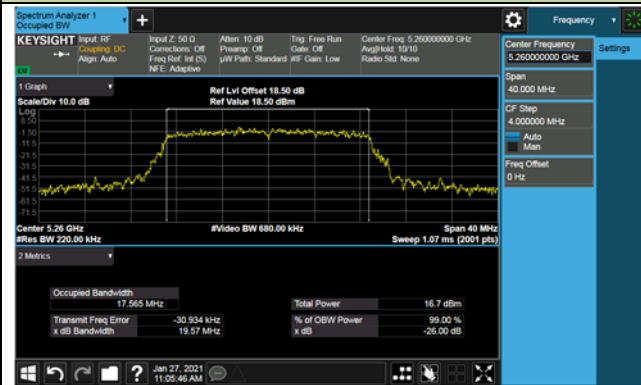 Spectrum Analyzer 1
Occupied BW
Frequency
KEYSIGHT
Input: RF
Coupling: DC
Align: Auto
Input Z: 50 Ω
Corrections: Off
Freq Ref: Int (S)
NFE: Adaptive
Atten: 10 dB
Preamp: Off
µW Path: Standard
Trig: Free Run
Gate: Off
#IF Gain: Low
Center Freq: 5.260000000 GHz
Avg|Hold: 10/10
Radio Std: None
Center Frequency
5.260000000 GHz
Settings
Span
40.000 MHz
CF Step
4.000000 MHz
Auto
Man
Freq Offset
0 Hz
1 Graph
Scale/Div 10.0 dB
Ref Lvl Offset 18.50 dB
Ref Value 18.50 dBm
Log
8.50
-1.50
-11.5
-21.5
-31.5
-41.5
-51.5
-61.5
-71.5
Center 5.26 GHz
#Video BW 680.00 kHz
Span 40 MHz
#Res BW 220.00 kHz
Sweep 1.07 ms (2001 pts)
2 Metrics
Occupied Bandwidth
17.565 MHz
Total Power 16.7 dBm
Transmit Freq Error -30.934 kHz
% of OBW Power 99.00 %
x dB Bandwidth 19.57 MHz
x dB -26.00 dB
?
Jan 27, 2021
11:05:46 AM